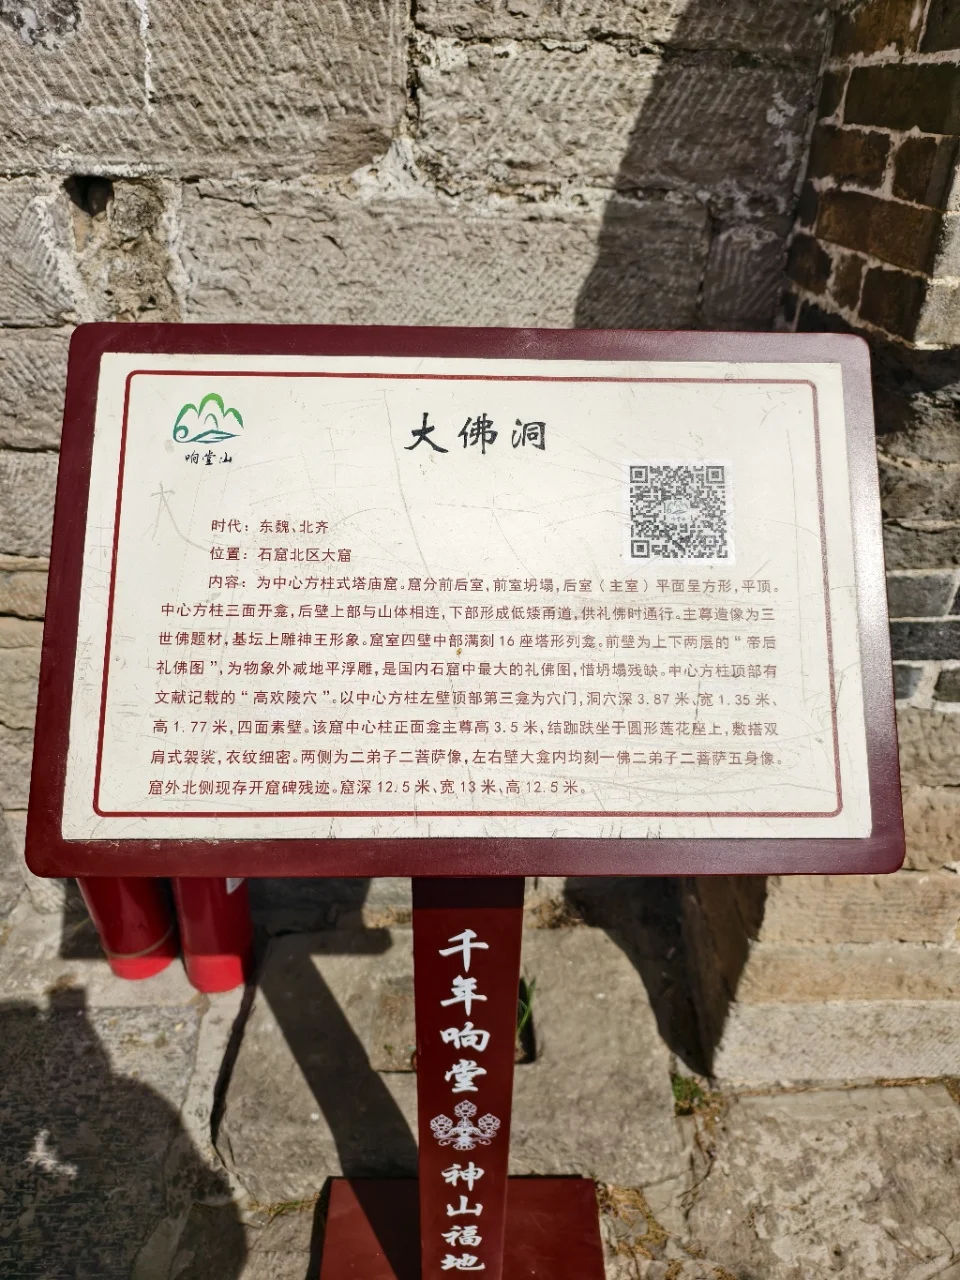 响堂山
大佛洞
时代：东魏、北齐
位置：石窟北区大窟
内容：为中心方柱式塔庙窟。窟分前后室，前室坍塌，后室（主室）平面呈方形，平顶。
中心方柱三面开龛，后壁上部与山体相连，下部形成低矮甬道，供礼佛时通行。主尊造像为三
世佛题材，基坛上雕神王形象。窟室四壁中部满刻16座塔形列龛。前壁为上下两层的“帝后
礼佛图”，为物象外减地平浮雕，是国内石窟中最大的礼佛图，惜坍塌残缺。中心方柱顶部有
文献记载的“高欢陵穴”。以中心方柱左壁顶部第三龛为穴门，洞穴深3.87米、宽1.35米、
高1.77米，四面素壁。该窟中心柱正面龛主尊高3.5米，结跏趺坐于圆形莲花座上，敷搭双
肩式袈裟，衣纹细密。两侧为二弟子二菩萨像，左右壁大龛内均刻一佛二弟子二菩萨五身像。
窟外北侧现存开窟碑残迹。窟深12.5米、宽13米、高12.5米。
千年响堂
神山福地